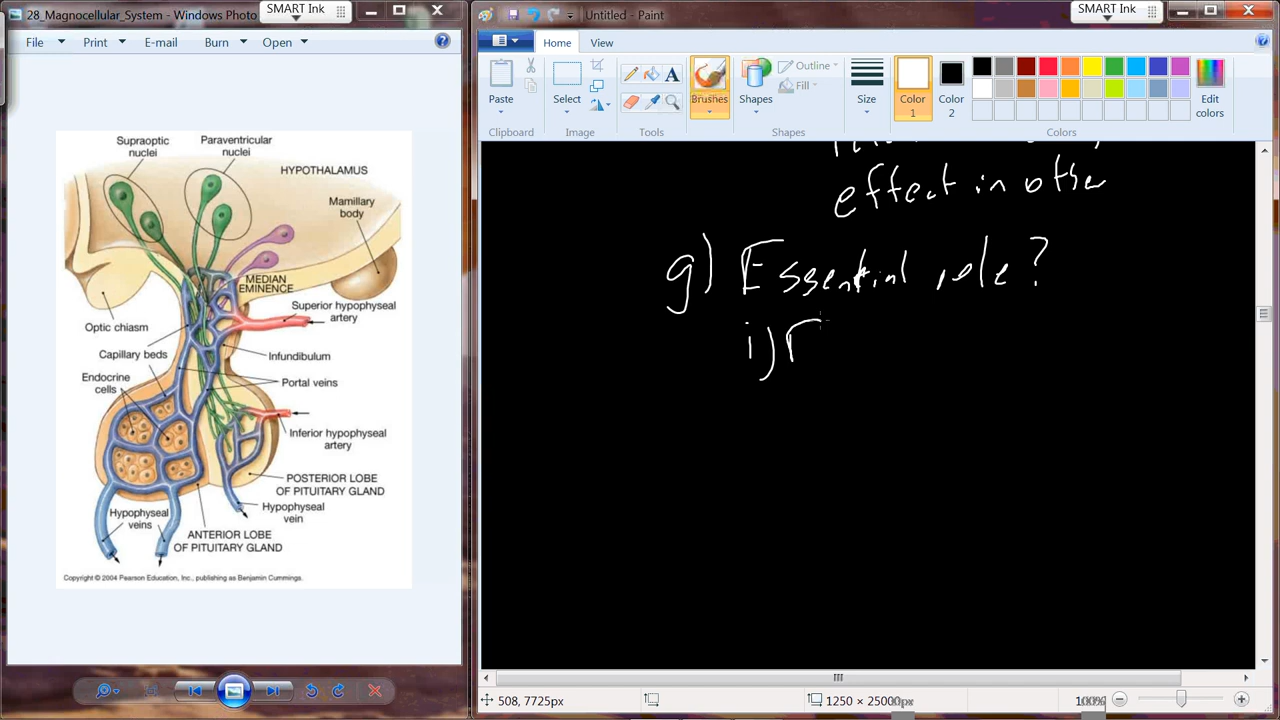 28_Magnocellular_System - Windows Photo
SMART Ink
File
Print
E-mail
Burn
Open
Supraoptic
nuclei
Paraventricular
nuclei
HYPOTHALAMUS
Mamillary
body
MEDIAN
EMINENCE
Superior hypophyseal
artery
Optic chiasm
Capillary beds
Infundibulum
Endocrine
cells
Portal veins
Inferior hypophyseal
artery
POSTERIOR LOBE
OF PITUITARY GLAND
Hypophyseal
vein
Hypophyseal
veins
ANTERIOR LOBE
OF PITUITARY GLAND
Copyright © 2004 Pearson Education, Inc., publishing as Benjamin Cummings.
Untitled - Paint
SMART Ink
Home
View
Paste
Select
Brushes
Shapes
Outline
Fill
Size
Color
1
Color
2
Edit
colors
Clipboard
Image
Tools
Shapes
Colors
effect in other
g) Essential role?
i)
508, 7725px
1250 × 25000px
100%